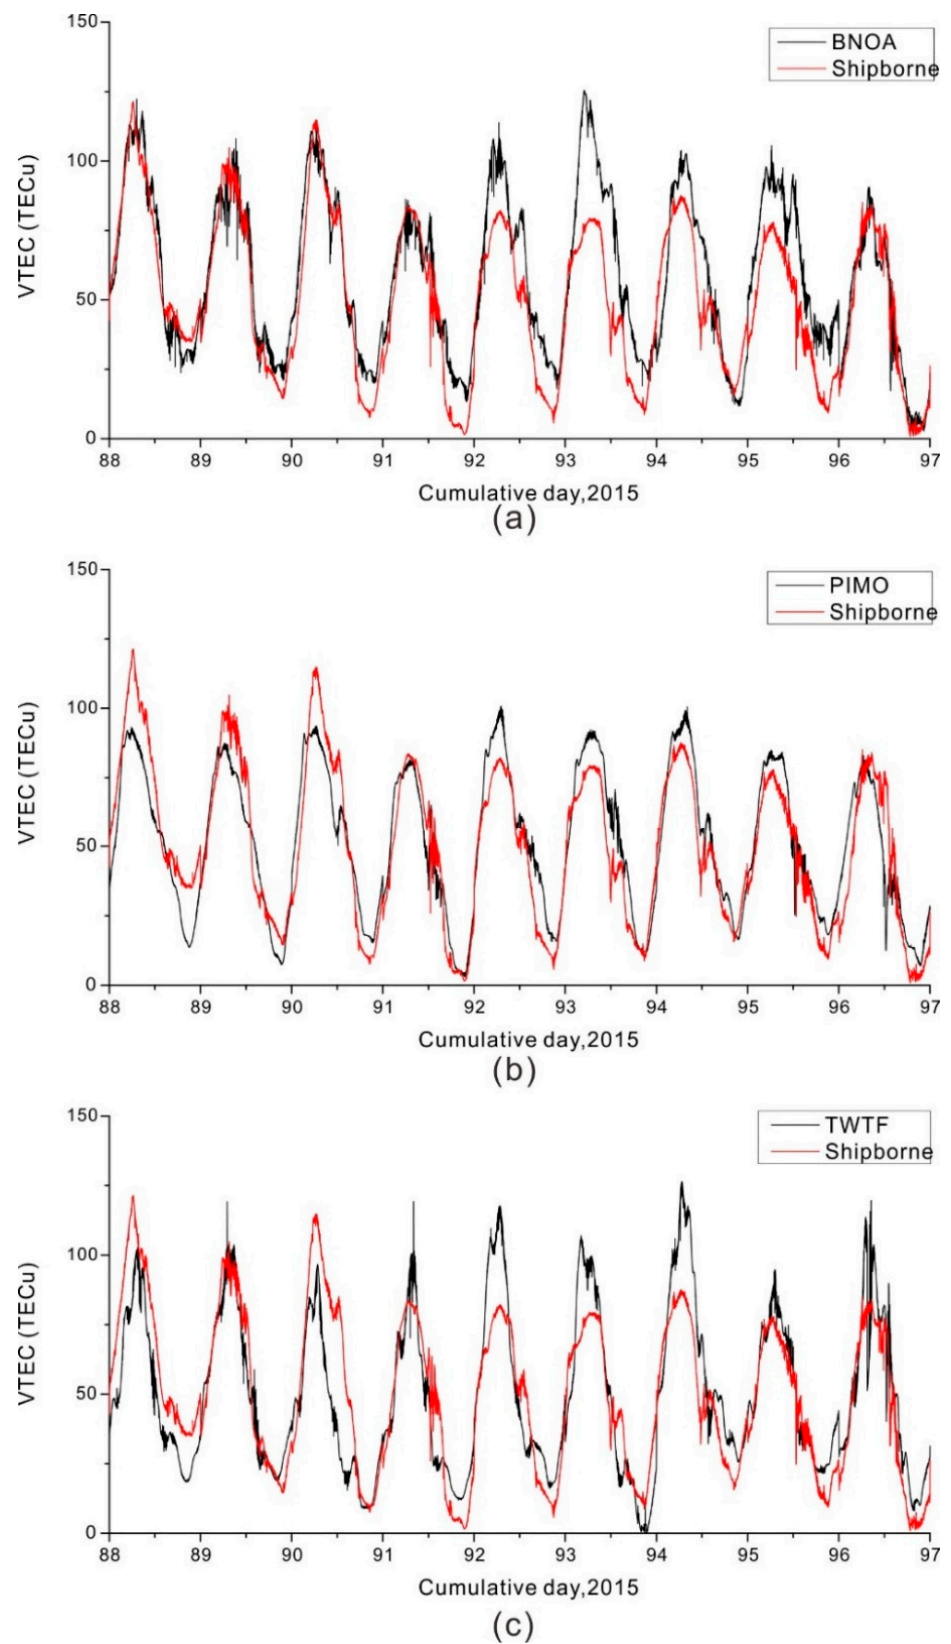 150
BNOA
Shipborne
100
VTEC (TECu)
50
0
88 89 90 91 92 93 94 95 96 97
Cumulative day,2015
(a)
150
PIMO
Shipborne
100
VTEC (TECu)
50
0
88 89 90 91 92 93 94 95 96 97
Cumulative day,2015
(b)
150
TWTF
Shipborne
100
VTEC (TECu)
50
0
88 89 90 91 92 93 94 95 96 97
Cumulative day,2015
(c)